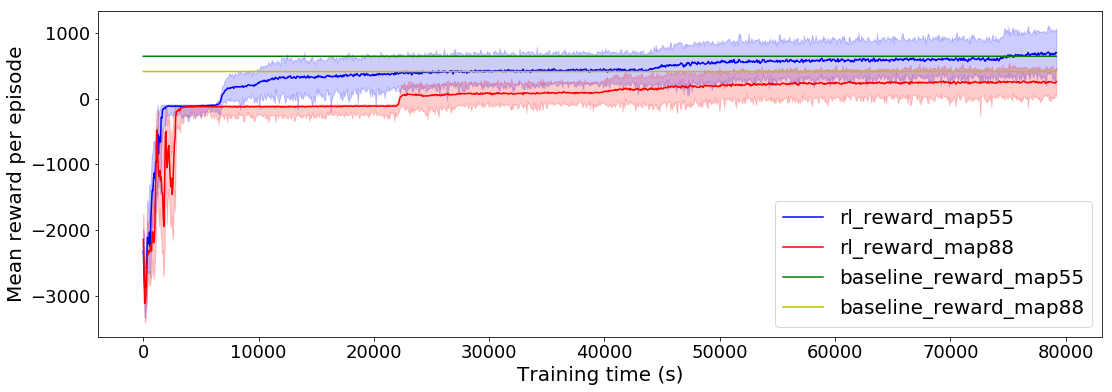 Mean reward per episode
1000
0
−1000
−2000
−3000
rl_reward_map55
rl_reward_map88
baseline_reward_map55
baseline_reward_map88
0 10000 20000 30000 40000 50000 60000 70000 80000
Training time (s)